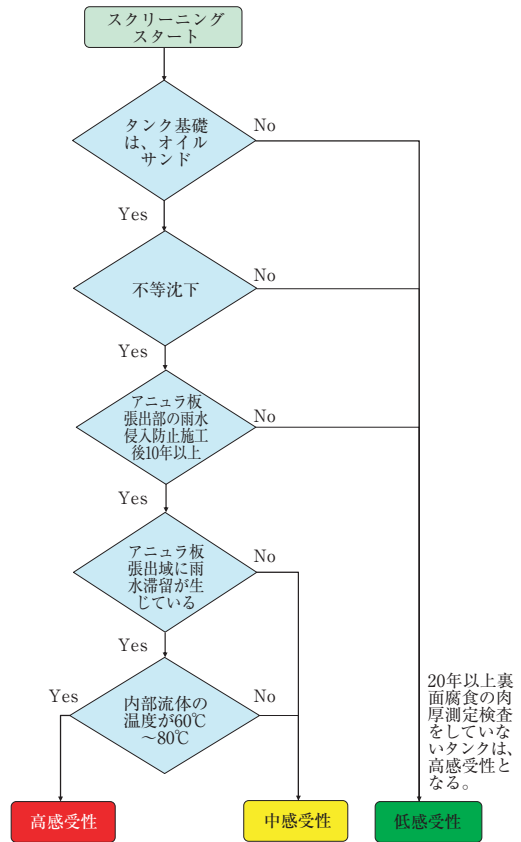 スクリーニング
スタート
タンク基礎
は、オイル
サンド
No
Yes
不等沈下
No
Yes
アニュラ板
張出部の雨水
侵入防止施工
後10年以上
No
Yes
アニュラ板
張出域に雨
水滞留が生
じている
No
Yes
内部流体の
温度が60℃
～80℃
Yes
No
20年以上裏
面腐食の肉
厚測定検査
をしていな
いタンクは、
高感受性と
なる。
高感受性
中感受性
低感受性